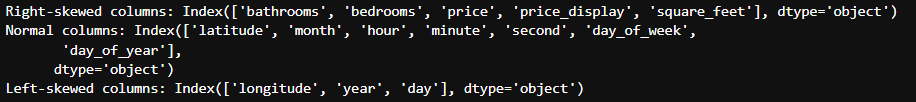 Right-skewed columns: Index(['bathrooms', 'bedrooms', 'price', 'price_display', 'square_feet'], dtype='object')
Normal columns: Index(['latitude', 'month', 'hour', 'minute', 'second', 'day_of_week',
       'day_of_year'],
      dtype='object')
Left-skewed columns: Index(['longitude', 'year', 'day'], dtype='object')